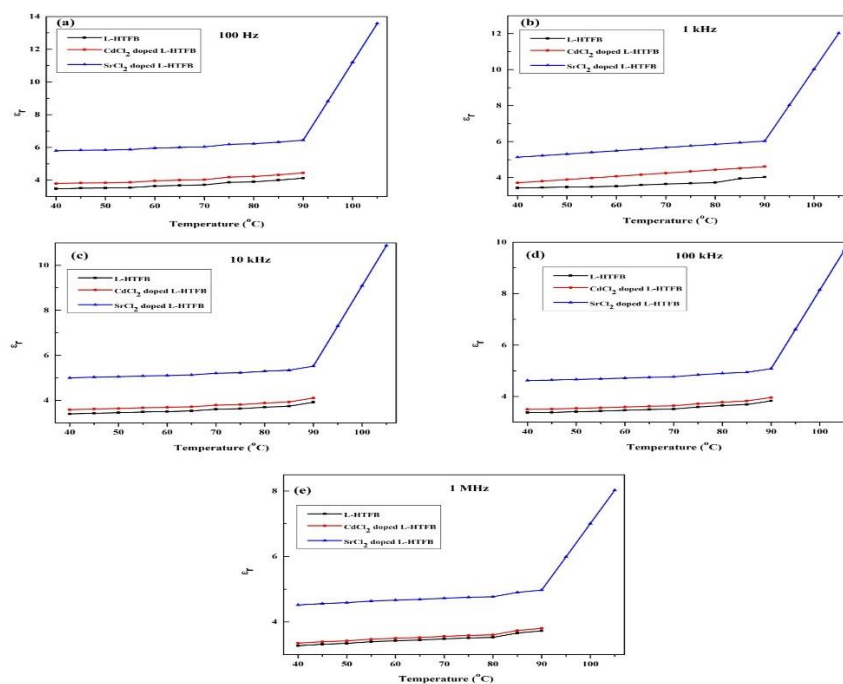 (a)
100 Hz
L-HTFB
CdCl2 doped L-HTFB
SrCl2 doped L-HTFB
14
12
10
8
6
4
εr
40 50 60 70 80 90 100
Temperature (°C)
(b)
1 kHz
L-HTFB
CdCl2 doped L-HTFB
SrCl2 doped L-HTFB
12
10
8
6
4
εr
40 50 60 70 80 90 100
Temperature (°C)
(c)
10 kHz
L-HTFB
CdCl2 doped L-HTFB
SrCl2 doped L-HTFB
10
8
6
4
εr
40 50 60 70 80 90 100
Temperature (°C)
(d)
100 kHz
L-HTFB
CdCl2 doped L-HTFB
SrCl2 doped L-HTFB
10
8
6
4
εr
40 50 60 70 80 90 100
Temperature (°C)
(e)
1 MHz
L-HTFB
CdCl2 doped L-HTFB
SrCl2 doped L-HTFB
8
6
4
εr
40 50 60 70 80 90 100
Temperature (°C)